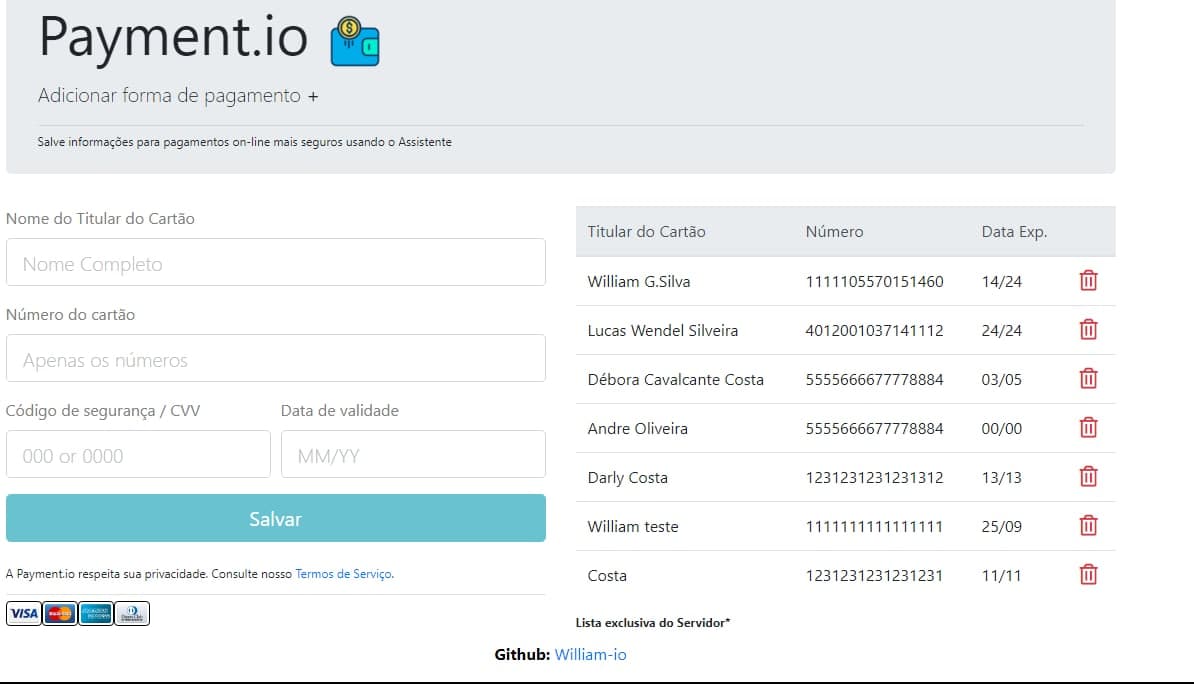 Payment.io
Adicionar forma de pagamento +
Salve informações para pagamentos on-line mais seguros usando o Assistente
Nome do Titular do Cartão
Nome Completo
Número do cartão
Apenas os números
Código de segurança / CVV Data de validade
000 or 0000 MM/YY
Salvar
A Payment.io respeita sua privacidade. Consulte nosso Termos de Serviço.
VISA
Titular do Cartão Número Data Exp.
William G.Silva 1111105570151460 14/24
Lucas Wendel Silveira 4012001037141112 24/24
Débora Cavalcante Costa 5555666677778884 03/05
Andre Oliveira 5555666677778884 00/00
Darly Costa 1231231231231312 13/13
William teste 1111111111111111 25/09
Costa 1231231231231231 11/11
Lista exclusiva do Servidor*
Github: William-io